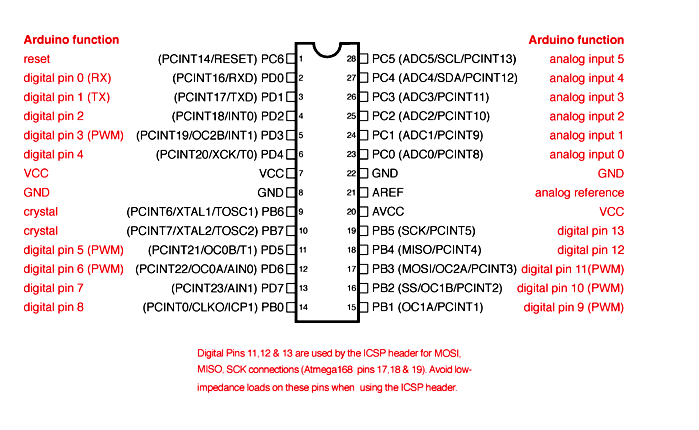 Arduino function Arduino function
reset (PCINT14/RESET) PC6 1 28 PC5 (ADC5/SCL/PCINT13) analog input 5
digital pin 0 (RX) (PCINT16/RXD) PD0 2 27 PC4 (ADC4/SDA/PCINT12) analog input 4
digital pin 1 (TX) (PCINT17/TXD) PD1 3 26 PC3 (ADC3/PCINT11) analog input 3
digital pin 2 (PCINT18/INT0) PD2 4 25 PC2 (ADC2/PCINT10) analog input 2
digital pin 3 (PWM) (PCINT19/OC2B/INT1) PD3 5 24 PC1 (ADC1/PCINT9) analog input 1
digital pin 4 (PCINT20/XCK/T0) PD4 6 23 PC0 (ADC0/PCINT8) analog input 0
VCC VCC 7 22 GND GND
GND GND 8 21 AREF analog reference
crystal (PCINT6/XTAL1/TOSC1) PB6 9 20 AVCC VCC
crystal (PCINT7/XTAL2/TOSC2) PB7 10 19 PB5 (SCK/PCINT5) digital pin 13
digital pin 5 (PWM) (PCINT21/OC0B/T1) PD5 11 18 PB4 (MISO/PCINT4) digital pin 12
digital pin 6 (PWM) (PCINT22/OC0A/AIN0) PD6 12 17 PB3 (MOSI/OC2A/PCINT3) digital pin 11(PWM)
digital pin 7 (PCINT23/AIN1) PD7 13 16 PB2 (SS/OC1B/PCINT2) digital pin 10 (PWM)
digital pin 8 (PCINT0/CLKO/ICP1) PB0 14 15 PB1 (OC1A/PCINT1) digital pin 9 (PWM)
Digital Pins 11,12 & 13 are used by the ICSP header for MOSI,
MISO, SCK connections (Atmega168 pins 17,18 & 19). Avoid low-
impedance loads on these pins when using the ICSP header.